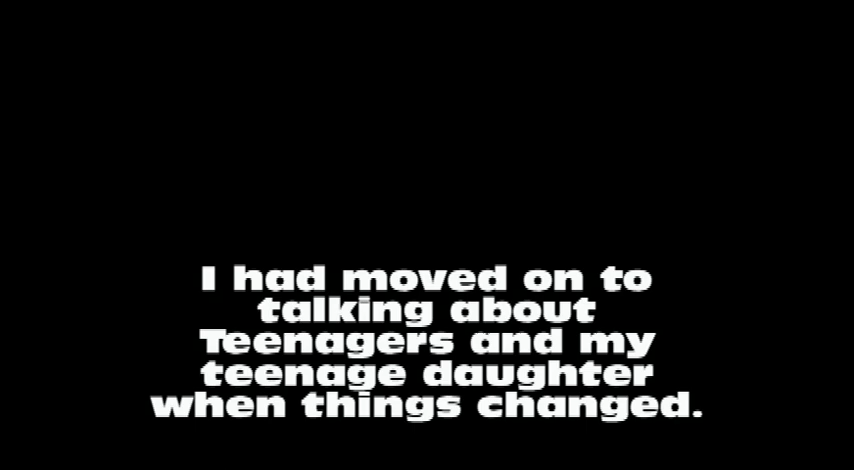 I had moved on to
talking about
Teenagers and my
teenage daughter
when things changed.